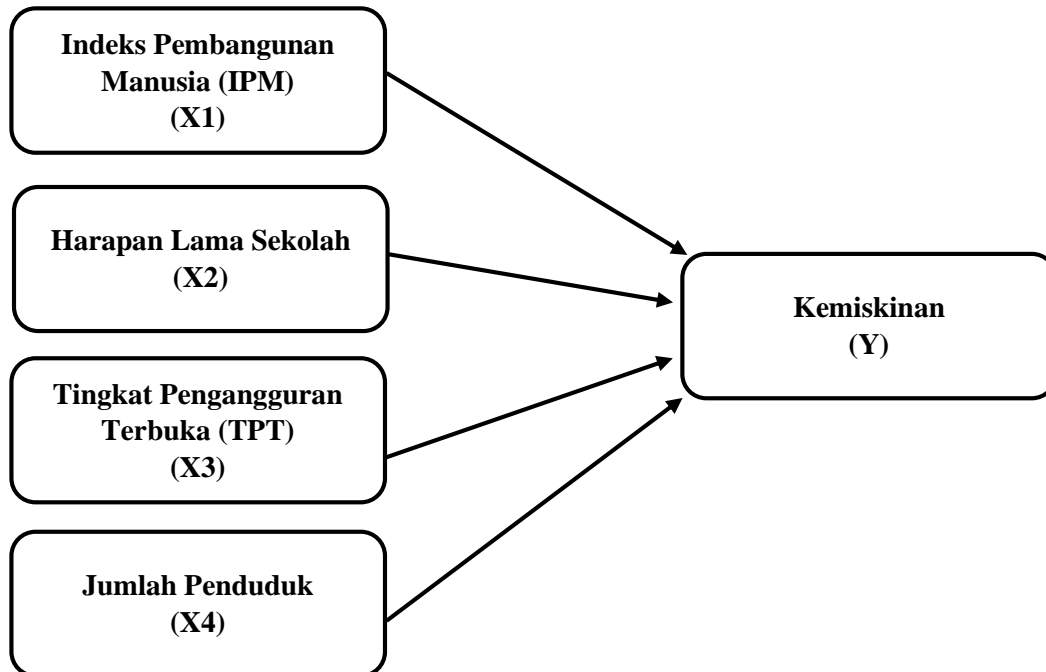 Indeks Pembangunan
Manusia (IPM)
(X1)
Harapan Lama Sekolah
(X2)
Tingkat Pengangguran
Terbuka (TPT)
(X3)
Jumlah Penduduk
(X4)
Kemiskinan
(Y)